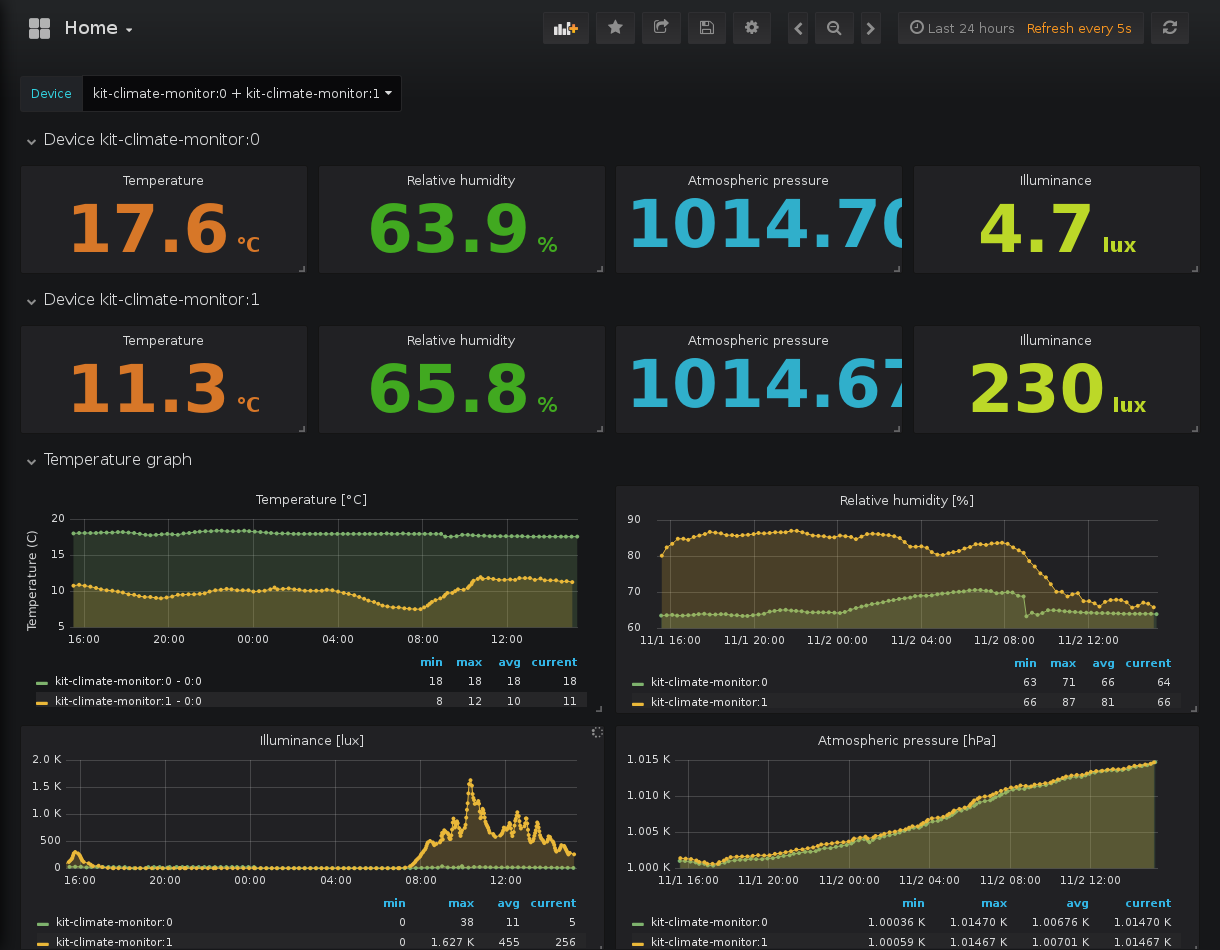 Home
Last 24 hours Refresh every 5s
Device kit-climate-monitor:0 + kit-climate-monitor:1
Device kit-climate-monitor:0
Temperature Relative humidity Atmospheric pressure Illuminance
17.6 °C 63.9 % 1014.70 4.7 lux
Device kit-climate-monitor:1
Temperature Relative humidity Atmospheric pressure Illuminance
11.3 °C 65.8 % 1014.67 230 lux
Temperature graph
Temperature [°C]
Temperature (C)
20
15
10
5
16:00 20:00 00:00 04:00 08:00 12:00
min max avg current
kit-climate-monitor:0 - 0:0 18 18 18 18
kit-climate-monitor:1 - 0:0 8 12 10 11
Relative humidity [%]
90
80
70
60
11/1 16:00 11/1 20:00 11/2 00:00 11/2 04:00 11/2 08:00 11/2 12:00
min max avg current
kit-climate-monitor:0 63 71 66 64
kit-climate-monitor:1 66 87 81 66
Illuminance [lux]
2.0 K
1.5 K
1.0 K
500
0
16:00 20:00 00:00 04:00 08:00 12:00
min max avg current
kit-climate-monitor:0 0 38 11 5
kit-climate-monitor:1 0 1.627 K 455 256
Atmospheric pressure [hPa]
1.015 K
1.010 K
1.005 K
1.000 K
11/1 16:00 11/1 20:00 11/2 00:00 11/2 04:00 11/2 08:00 11/2 12:00
min max avg current
kit-climate-monitor:0 1.00036 K 1.01470 K 1.00676 K 1.01470 K
kit-climate-monitor:1 1.00059 K 1.01467 K 1.00701 K 1.01467 K